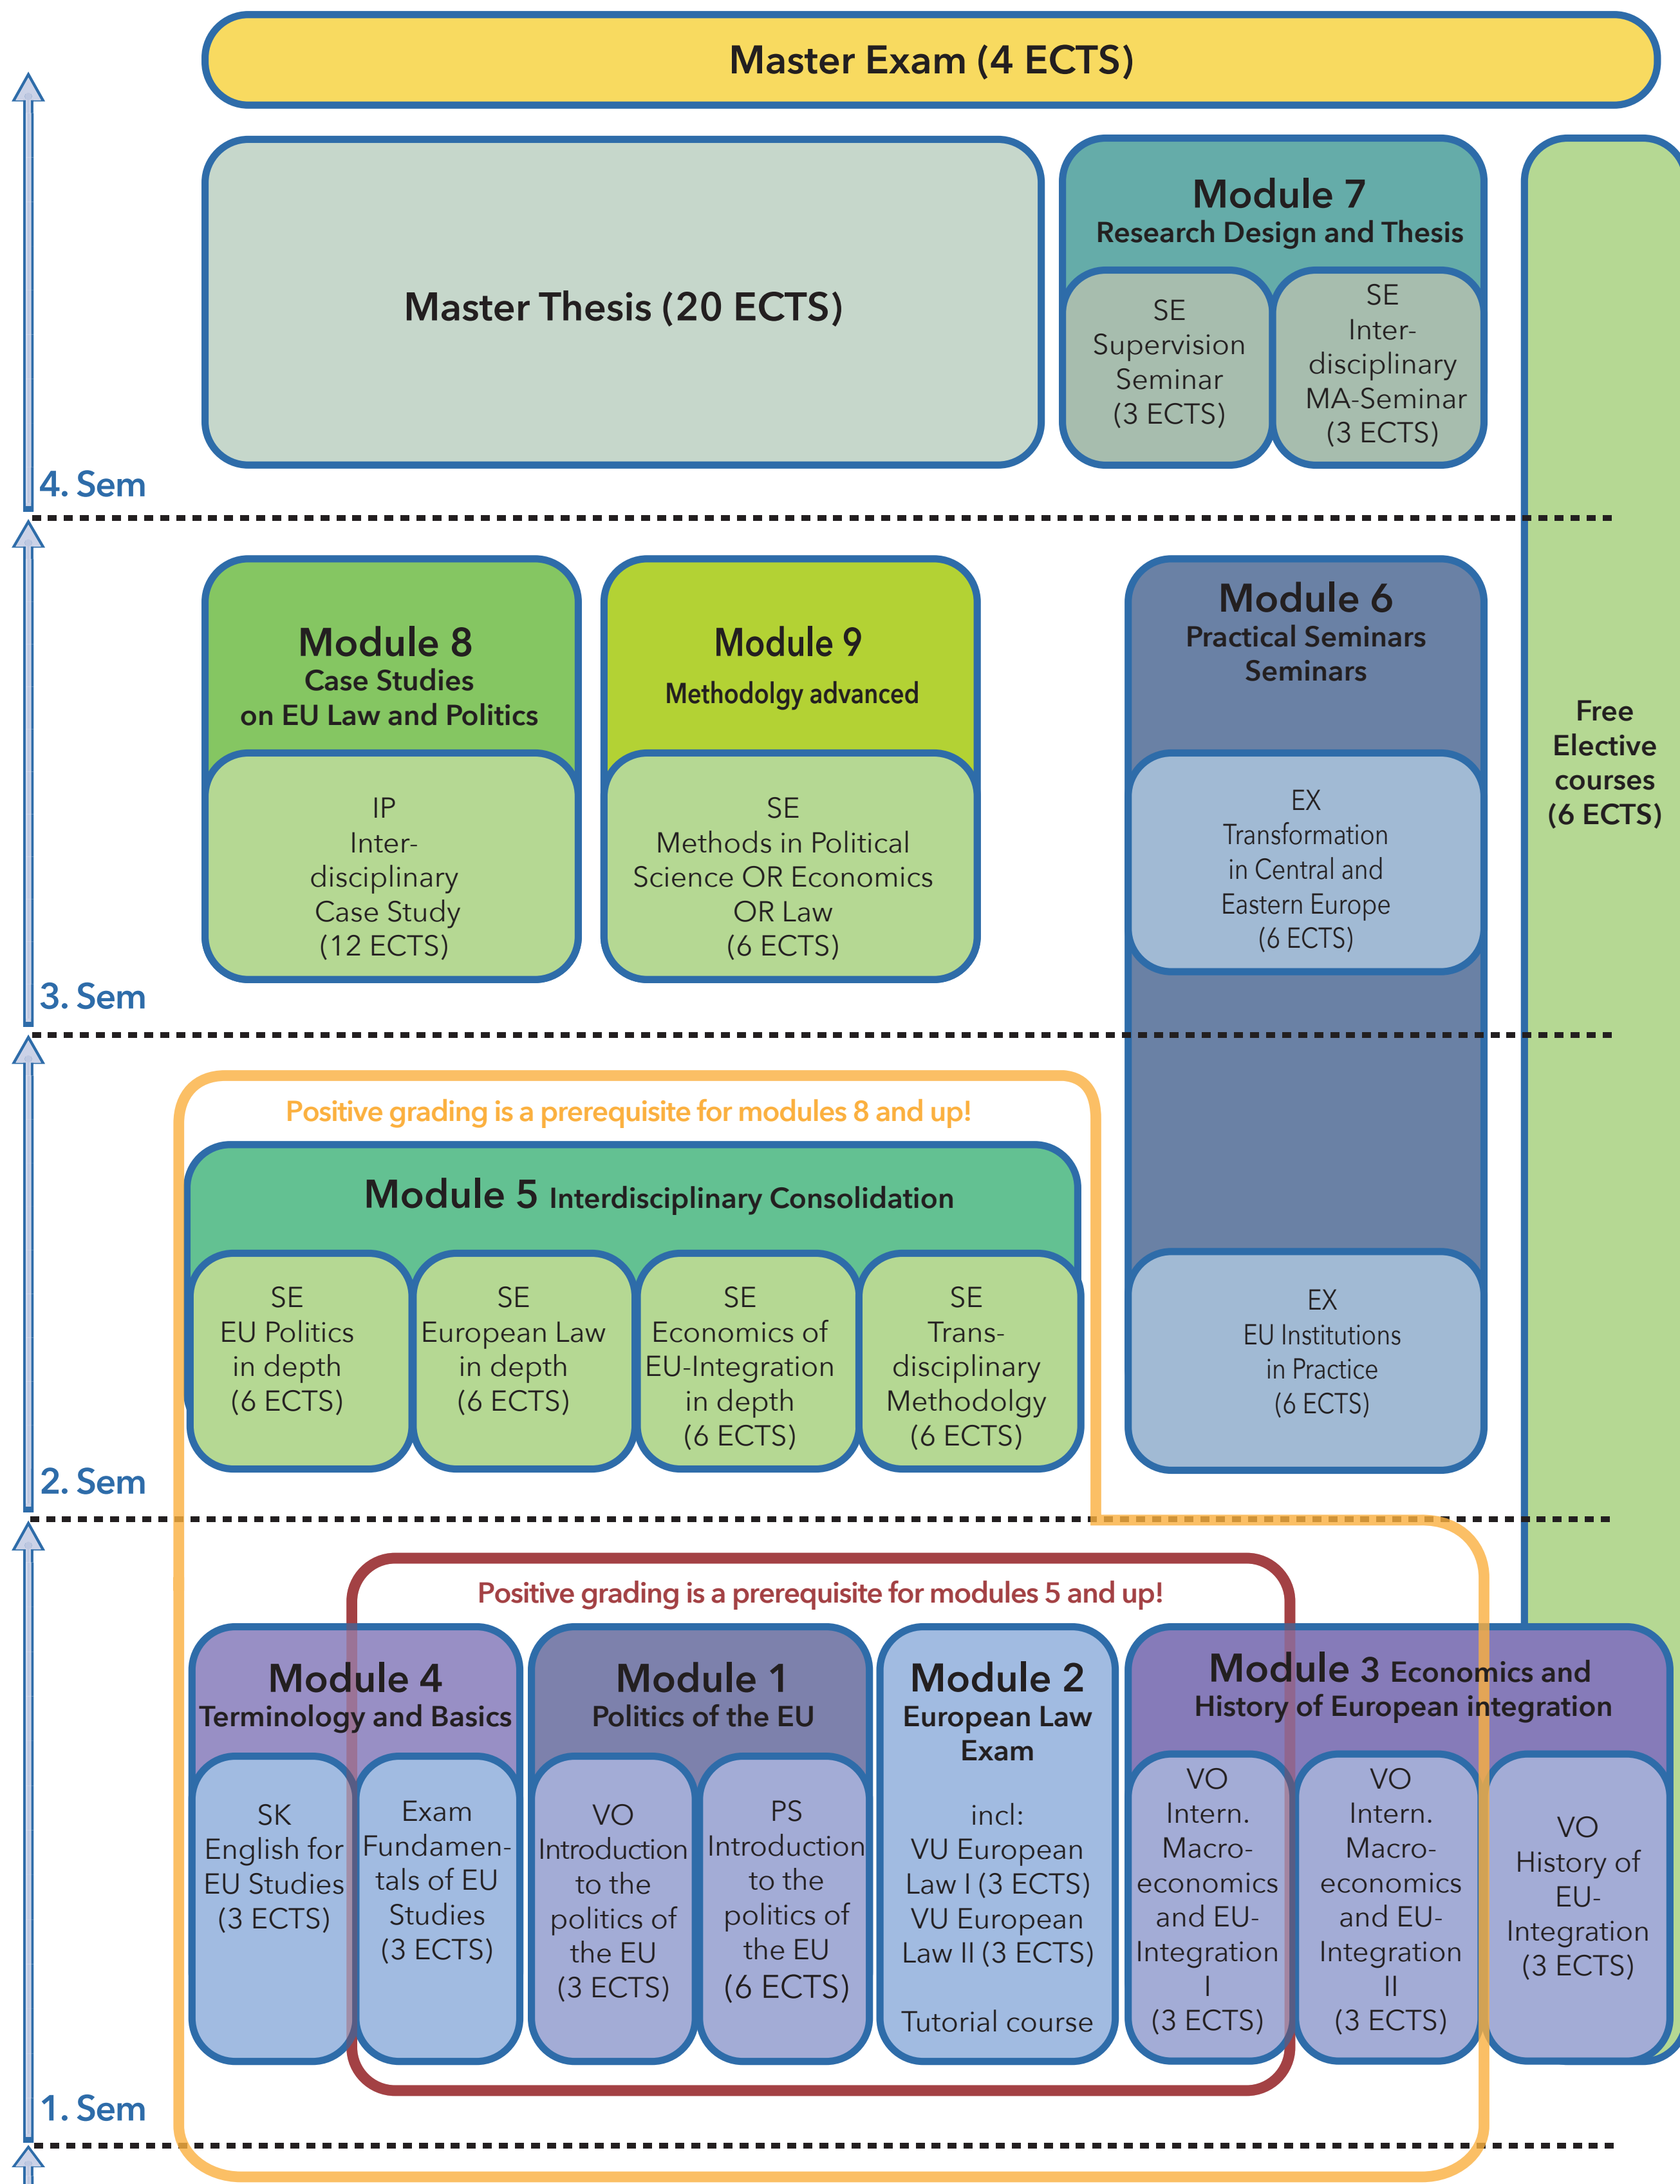 Master Exam (4 ECTS)
Master Thesis (20 ECTS)
Module 7
Research Design and Thesis
SE
Supervision
Seminar
(3 ECTS)
SE
Inter-
disciplinary
MA-Seminar
(3 ECTS)
4. Sem
Module 8
Case Studies
on EU Law and Politics
IP
Inter-
disciplinary
Case Study
(12 ECTS)
Module 9
Methodolgy advanced
SE
Methods in Political
Science OR Economics
OR Law
(6 ECTS)
Module 6
Practical Seminars
Seminars
EX
Transformation
in Central and
Eastern Europe
(6 ECTS)
Free
Elective
courses
(6 ECTS)
3. Sem
Positive grading is a prerequisite for modules 8 and up!
Module 5 Interdisciplinary Consolidation
SE
EU Politics
in depth
(6 ECTS)
SE
European Law
in depth
(6 ECTS)
SE
Economics of
EU-Integration
in depth
(6 ECTS)
SE
Trans-
disciplinary
Methodolgy
(6 ECTS)
EX
EU Institutions
in Practice
(6 ECTS)
2. Sem
Positive grading is a prerequisite for modules 5 and up!
Module 4
Terminology and Basics
SK
English for
EU Studies
(3 ECTS)
Exam
Fundamen-
tals of EU
Studies
(3 ECTS)
Module 1
Politics of the EU
VO
Introduction
to the
politics of
the EU
(3 ECTS)
PS
Introduction
to the
politics of
the EU
(6 ECTS)
Module 2
European Law
Exam
incl:
VU European
Law I (3 ECTS)
VU European
Law II (3 ECTS)
Tutorial course
Module 3 Economics and
History of European integration
VO
Intern.
Macro-
economics
and EU-
Integration
I
(3 ECTS)
VO
Intern.
Macro-
economics
and EU-
Integration
II
(3 ECTS)
VO
History of
EU-
Integration
(3 ECTS)
1. Sem